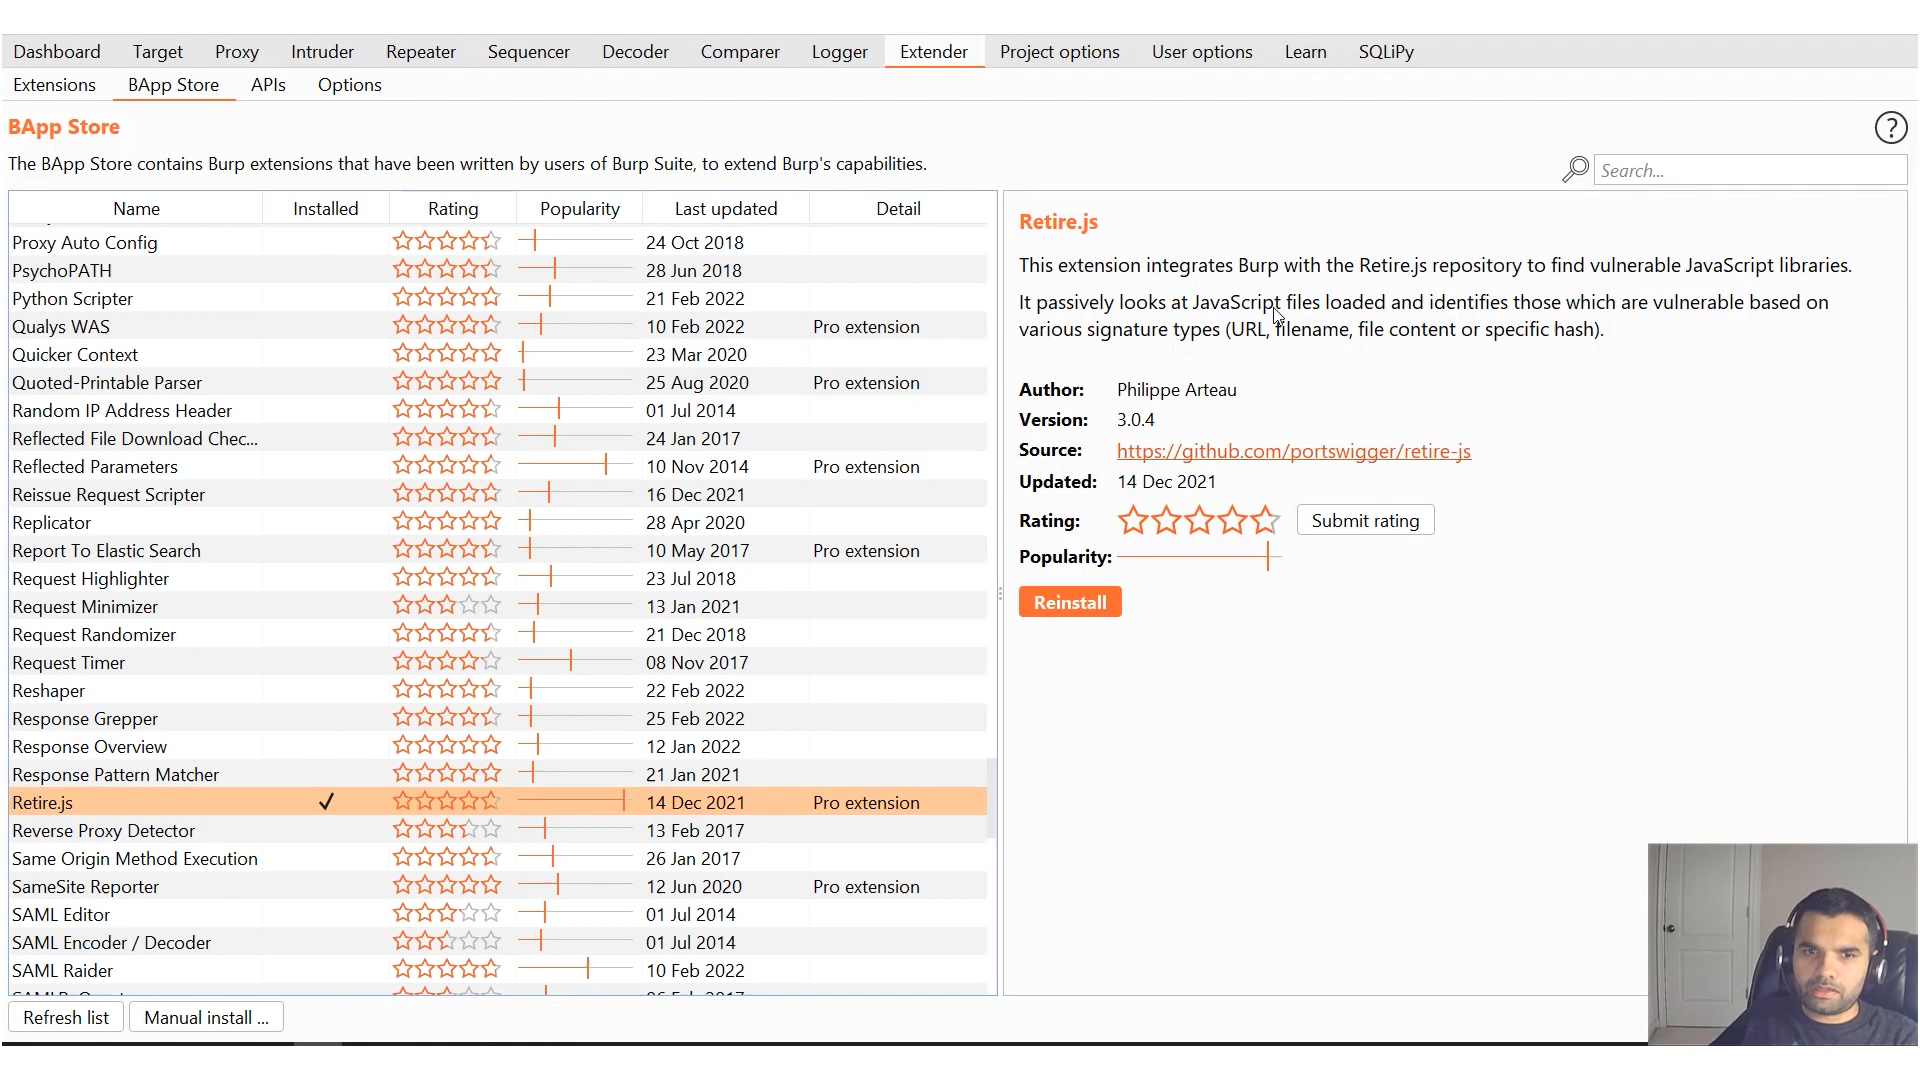 Dashboard Target Proxy Intruder Repeater Sequencer Decoder Comparer Logger Extender Project options User options Learn SQLiPy
Extensions BApp Store APIs Options
BApp Store
?
The BApp Store contains Burp extensions that have been written by users of Burp Suite, to extend Burp's capabilities.
Search...
Name Installed Rating Popularity Last updated Detail
Proxy Auto Config 24 Oct 2018
PsychoPATH 28 Jun 2018
Python Scripter 21 Feb 2022
Qualys WAS 10 Feb 2022 Pro extension
Quicker Context 23 Mar 2020
Quoted-Printable Parser 25 Aug 2020 Pro extension
Random IP Address Header 01 Jul 2014
Reflected File Download Chec... 24 Jan 2017
Reflected Parameters 10 Nov 2014 Pro extension
Reissue Request Scripter 16 Dec 2021
Replicator 28 Apr 2020
Report To Elastic Search 10 May 2017 Pro extension
Request Highlighter 23 Jul 2018
Request Minimizer 13 Jan 2021
Request Randomizer 21 Dec 2018
Request Timer 08 Nov 2017
Reshaper 22 Feb 2022
Response Grepper 25 Feb 2022
Response Overview 12 Jan 2022
Response Pattern Matcher 21 Jan 2021
Retire.js ✓ 14 Dec 2021 Pro extension
Reverse Proxy Detector 13 Feb 2017
Same Origin Method Execution 26 Jan 2017
SameSite Reporter 12 Jun 2020 Pro extension
SAML Editor 01 Jul 2014
SAML Encoder / Decoder 01 Jul 2014
SAML Raider 10 Feb 2022
Refresh list Manual install ...
Retire.js
This extension integrates Burp with the Retire.js repository to find vulnerable JavaScript libraries.
It passively looks at JavaScript files loaded and identifies those which are vulnerable based on
various signature types (URL, filename, file content or specific hash).
Author: Philippe Arteau
Version: 3.0.4
Source: https://github.com/portswigger/retire-js
Updated: 14 Dec 2021
Rating: Submit rating
Popularity:
Reinstall